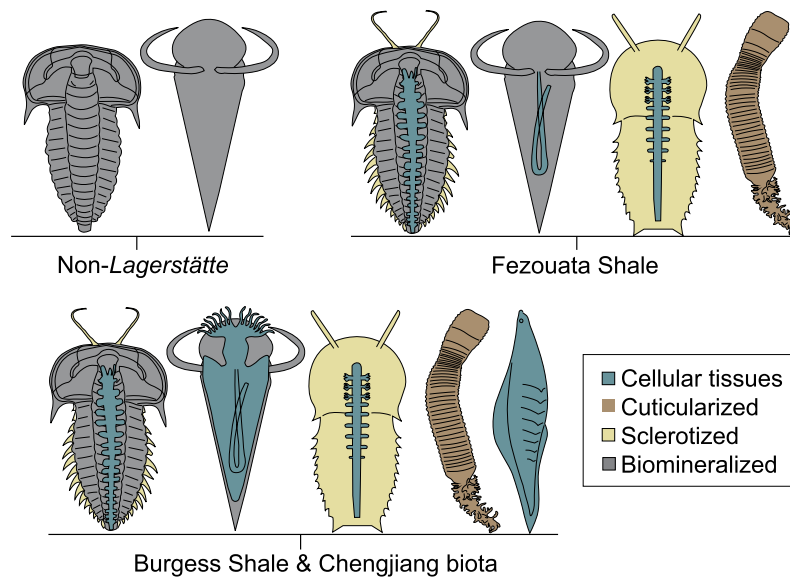 Non-Lagerstätte
Fezouata Shale
Cellular tissues
Cuticularized
Sclerotized
Biomineralized
Burgess Shale & Chengjiang biota